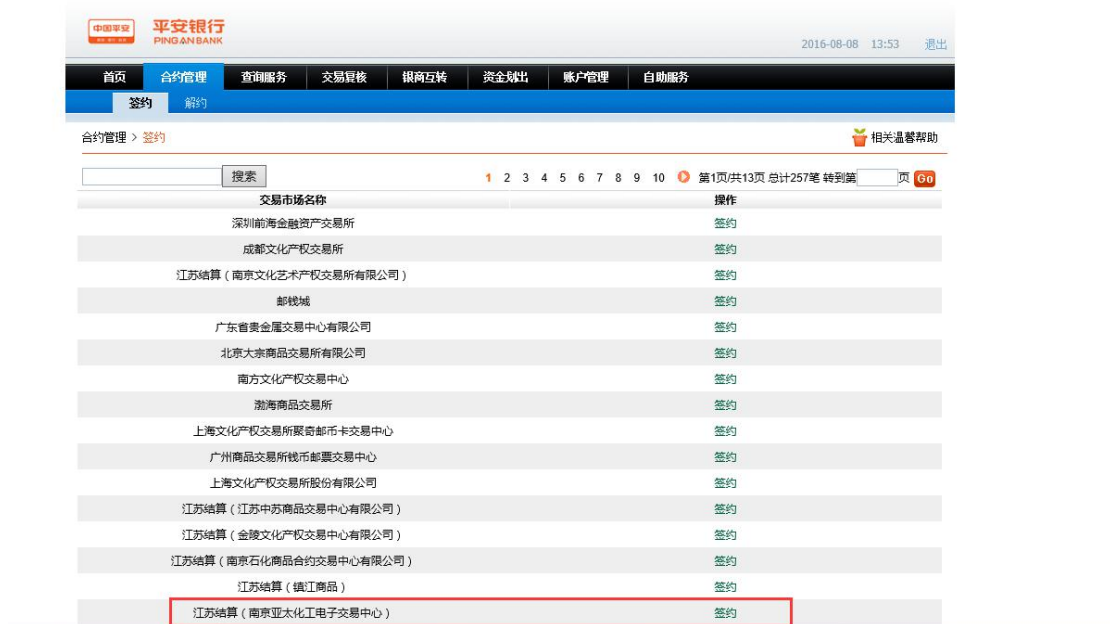 中国平安 平安银行
PING AN BANK
2016-08-08 13:53 退出
首页 合约管理 查询服务 交易复核 银商互转 资金划出 账户管理 自助服务
签约 解约
合约管理 > 签约 相关温馨帮助
搜索 1 2 3 4 5 6 7 8 9 10 第1页/共13页 总计257笔 转到第 页 Go
交易市场名称 操作
深圳前海金融资产交易所 签约
成都文化产权交易所 签约
江苏结算（南京文化艺术产权交易所有限公司） 签约
邮钱城 签约
广东省贵金属交易中心有限公司 签约
北京大宗商品交易所有限公司 签约
南方文化产权交易中心 签约
渤海商品交易所 签约
上海文化产权交易所聚奇邮币卡交易中心 签约
广州商品交易所钱币邮票交易中心 签约
上海文化产权交易所股份有限公司 签约
江苏结算（江苏中苏商品交易中心有限公司） 签约
江苏结算（金陵文化产权交易中心有限公司） 签约
江苏结算（南京石化商品合约交易中心有限公司） 签约
江苏结算（镇江商品） 签约
江苏结算（南京亚太化工电子交易中心） 签约